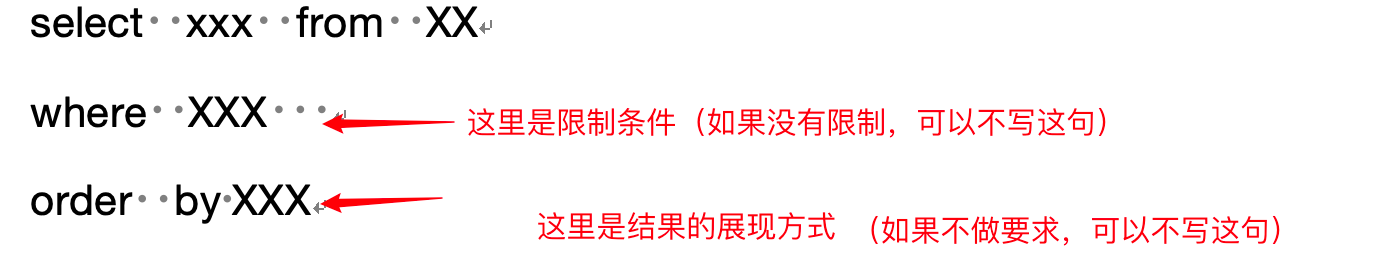 select  xxx  from  XX
where  XXX
这里是限制条件（如果没有限制，可以不写这句）
order  by XXX
这里是结果的展现方式 （如果不做要求，可以不写这句）